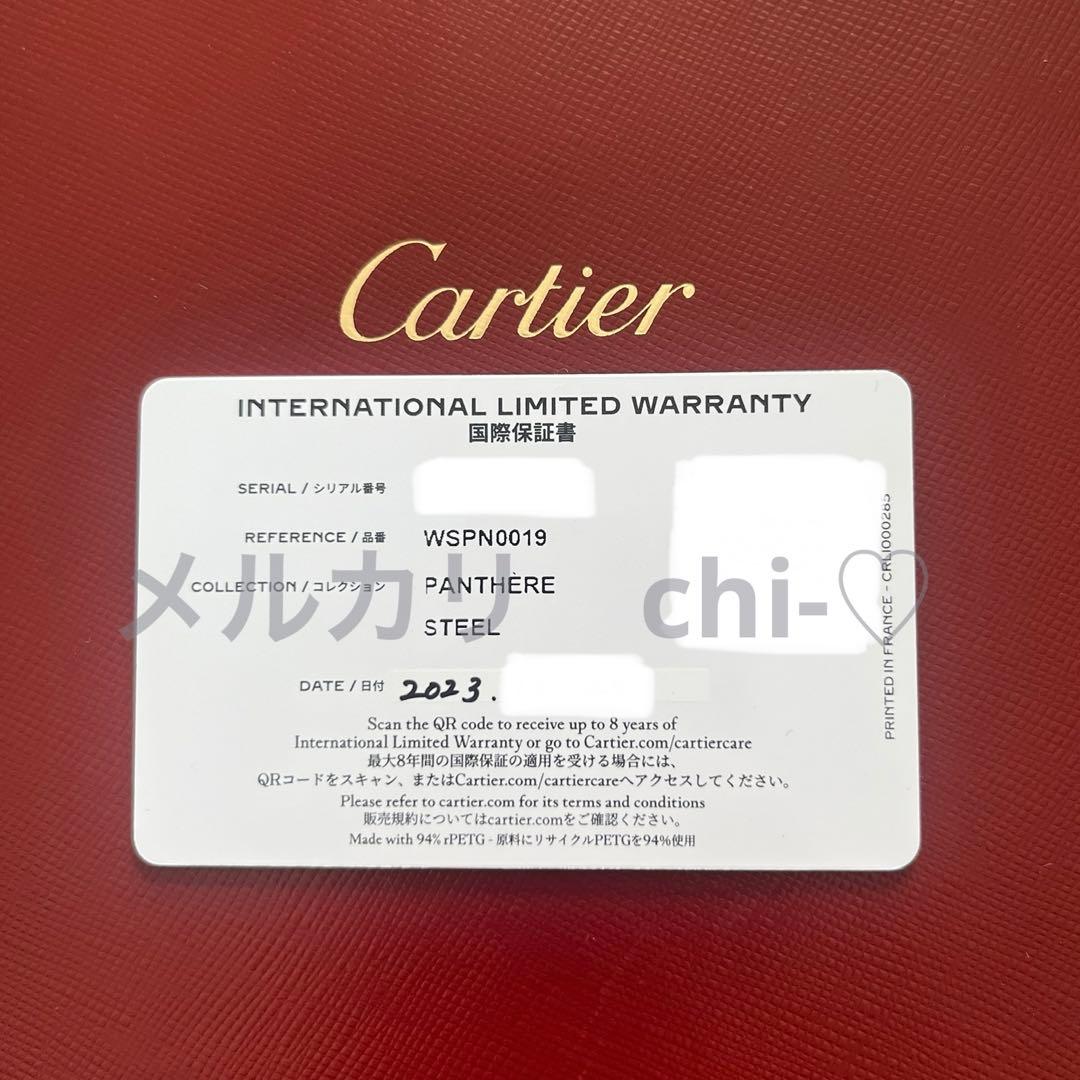 Cartier
INTERNATIONAL LIMITED WARRANTY
国際保証書
SERIAL / シリアル番号
REFERENCE / 品番 WSPN0019
COLLECTION / コレクション PANTHÈRE
STEEL
メルカリ chi-♡
DATE / 日付 2023.
Scan the QR code to receive up to 8 years of
International Limited Warranty or go to Cartier.com/cartiercare
最大8年間の国際保証の適用を受ける場合には、
QRコードをスキャン、またはCartier.com/cartiercareへアクセスしてください。
Please refer to cartier.com for its terms and conditions
販売規約についてはcartier.comをご確認ください。
Made with 94% rPETG - 原料にリサイクルPETGを94%使用
PRINTED IN FRANCE - CRLI000285